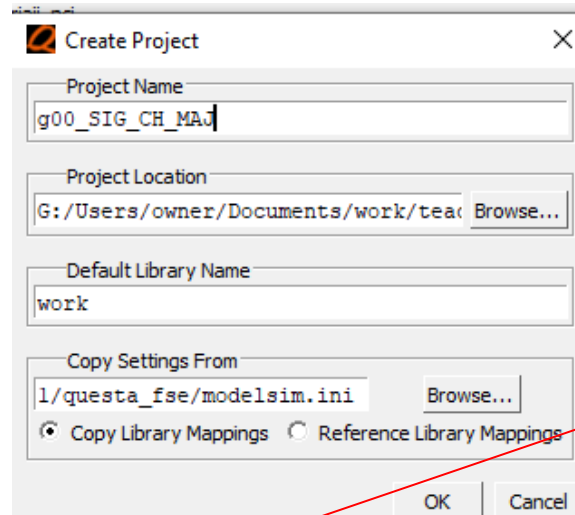 Create Project
Project Name
g00_SIG_CH_MAJ
Project Location
G:/Users/owner/Documents/work/teac Browse...
Default Library Name
work
Copy Settings From
l/questa_fse/modelsim.ini Browse...
Copy Library Mappings Reference Library Mappings
OK Cancel